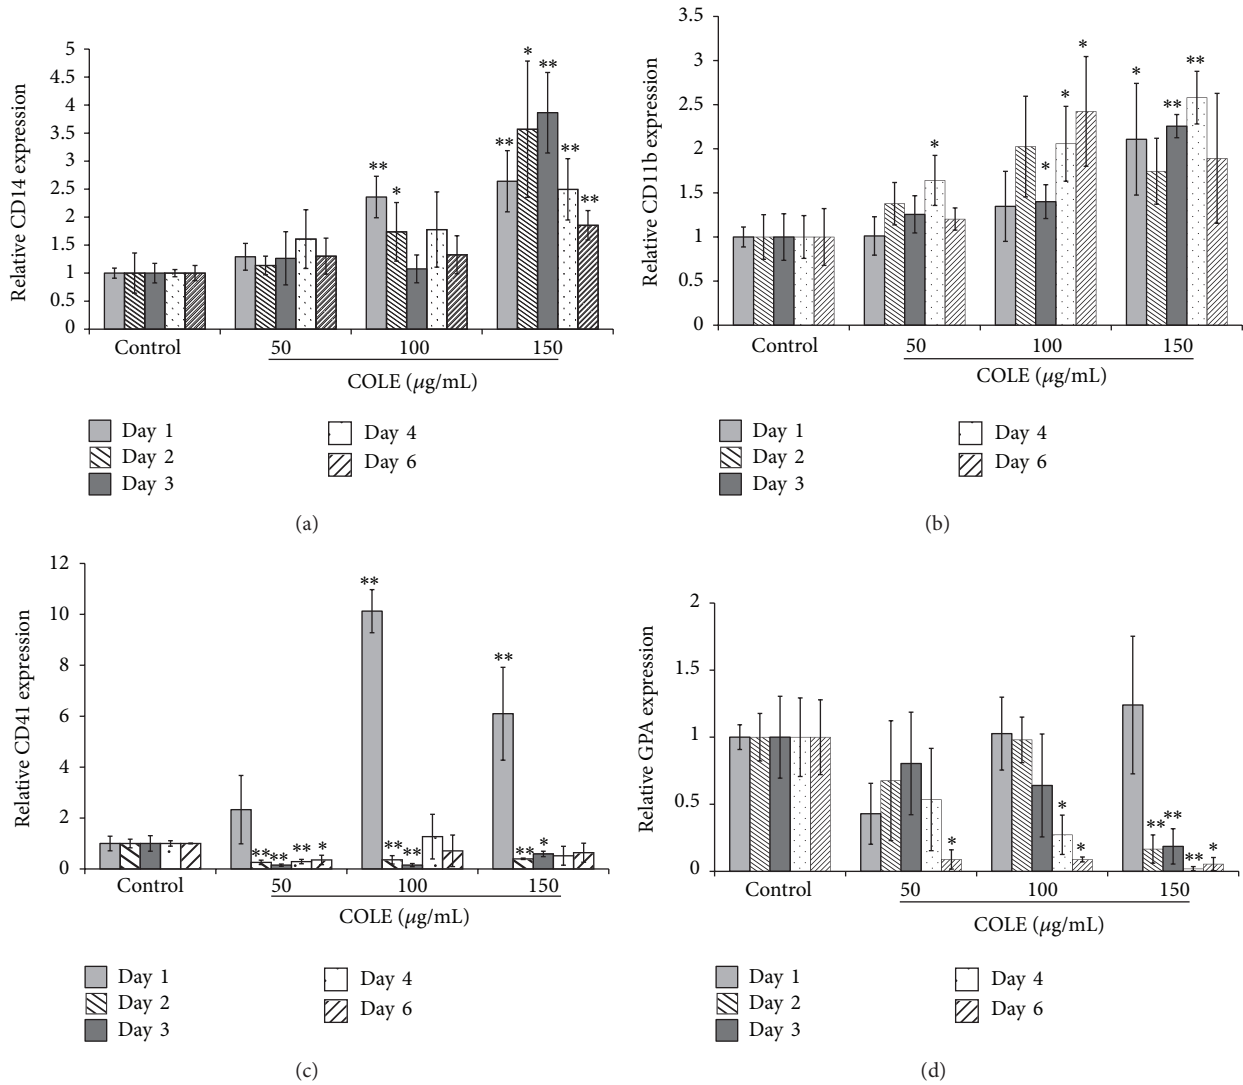 Relative CD14 expression
5
4.5
4
3.5
3
2.5
2
1.5
1
0.5
0
** * ** * ** ** **
Control 50 100 150
COLE (μg/mL)
Day 1
Day 2
Day 3
Day 4
Day 6
(a)
Relative CD11b expression
3.5
3
2.5
2
1.5
1
0.5
0
* * * * * ** **
Control 50 100 150
COLE (μg/mL)
Day 1
Day 2
Day 3
Day 4
Day 6
(b)
Relative CD41 expression
12
10
8
6
4
2
0
** ** ** * ** ** ** ** ** *
Control 50 100 150
COLE (μg/mL)
Day 1
Day 2
Day 3
Day 4
Day 6
(c)
Relative GPA expression
2
1.5
1
0.5
0
* * * ** ** ** *
Control 50 100 150
COLE (μg/mL)
Day 1
Day 2
Day 3
Day 4
Day 6
(d)